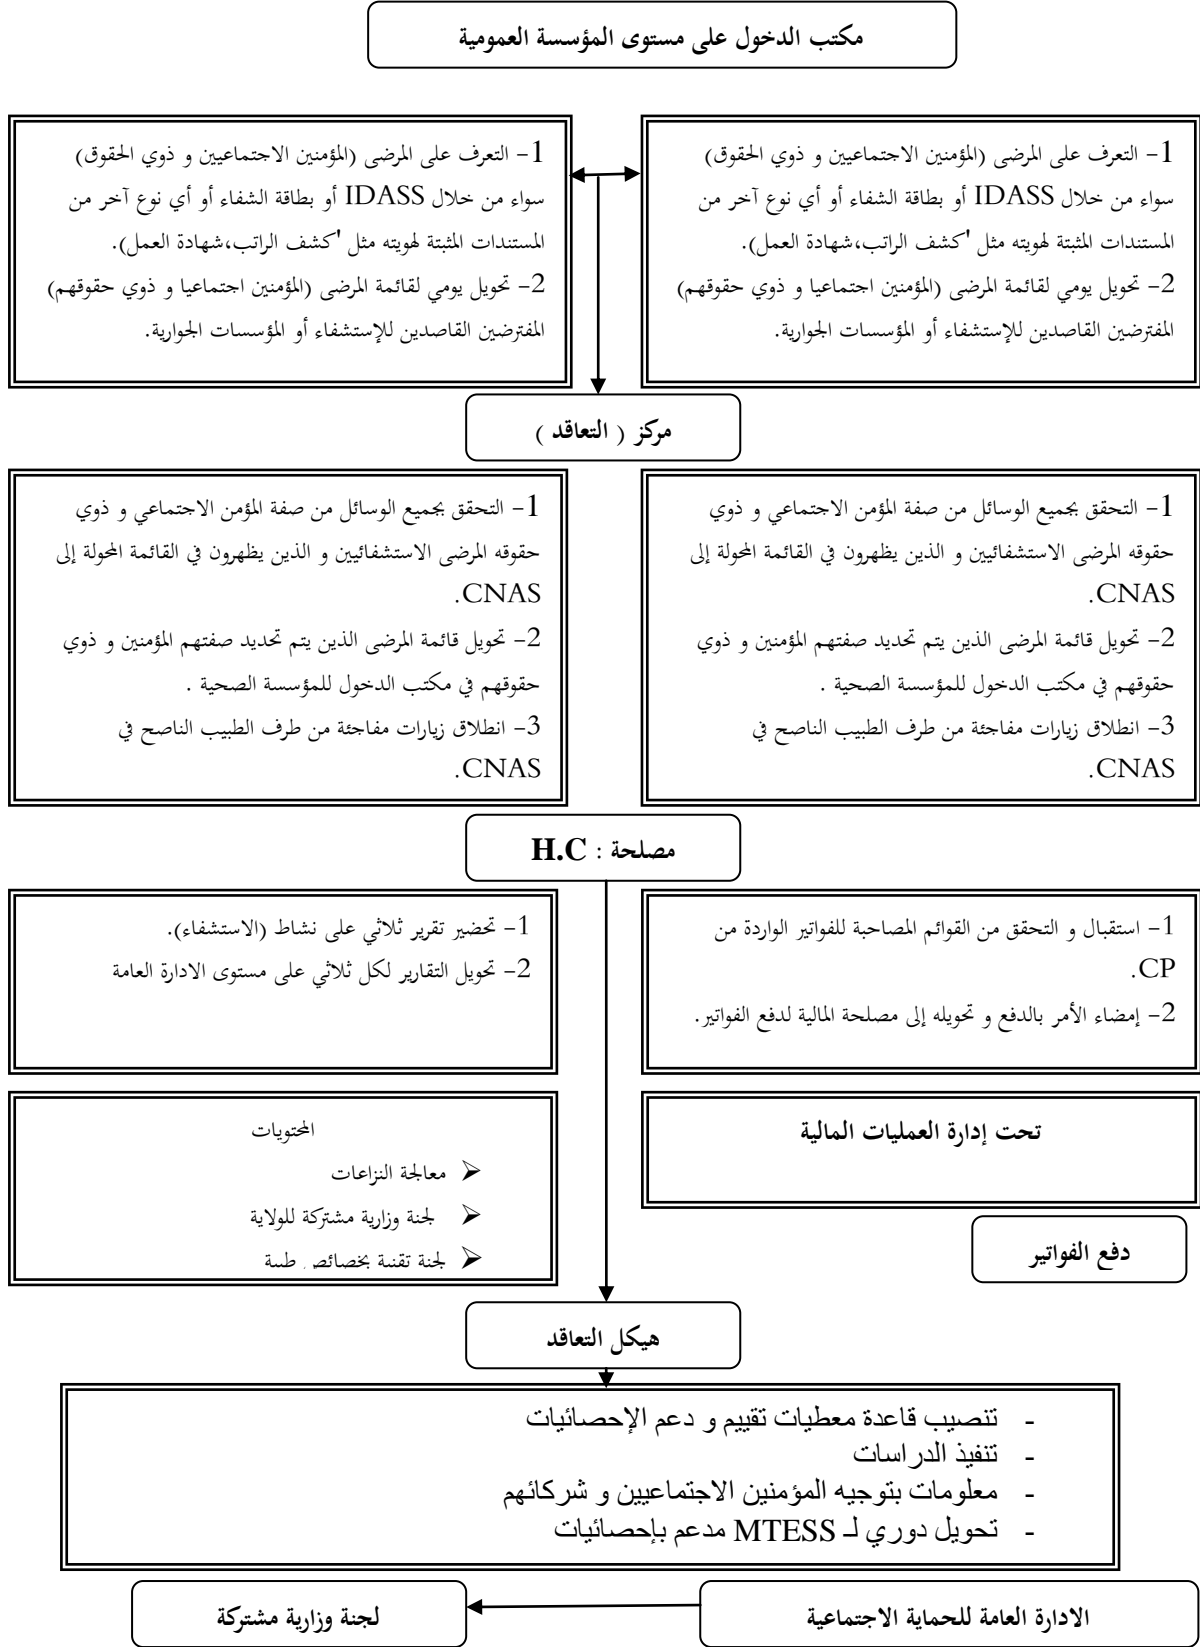 مكتب الدخول على مستوى المؤسسة العمومية
1- التعرف على المرضى (المؤمنين الاجتماعيين و ذوي الحقوق)
سواء من خلال IDASS أو بطاقة الشفاء أو أي نوع آخر من
المستندات المثبتة لهويته مثل 'كشف الراتب،شهادة العمل).
2- تحويل يومي لقائمة المرضى (المؤمنين اجتماعيا و ذوي حقوقهم)
المفترضين القاصدين للإستشفاء أو المؤسسات الجوارية.
1- التعرف على المرضى (المؤمنين الاجتماعيين و ذوي الحقوق)
سواء من خلال IDASS أو بطاقة الشفاء أو أي نوع آخر من
المستندات المثبتة لهويته مثل 'كشف الراتب،شهادة العمل).
2- تحويل يومي لقائمة المرضى (المؤمنين اجتماعيا و ذوي حقوقهم)
المفترضين القاصدين للإستشفاء أو المؤسسات الجوارية.
مركز ( التعاقد )
1- التحقق بجميع الوسائل من صفة المؤمن الاجتماعي و ذوي
حقوقه المرضى الاستشفائيين و الذين يظهرون في القائمة المحولة إلى
CNAS.
2- تحويل قائمة المرضى الذين يتم تحديد صفتهم المؤمنين و ذوي
حقوقهم في مكتب الدخول للمؤسسة الصحية .
3- انطلاق زيارات مفاجئة من طرف الطبيب الناصح في
CNAS.
1- التحقق بجميع الوسائل من صفة المؤمن الاجتماعي و ذوي
حقوقه المرضى الاستشفائيين و الذين يظهرون في القائمة المحولة إلى
CNAS.
2- تحويل قائمة المرضى الذين يتم تحديد صفتهم المؤمنين و ذوي
حقوقهم في مكتب الدخول للمؤسسة الصحية .
3- انطلاق زيارات مفاجئة من طرف الطبيب الناصح في
CNAS.
مصلحة : H.C
1- استقبال و التحقق من القوائم المصاحبة للفواتير الواردة من
CP.
2- إمضاء الأمر بالدفع و تحويله إلى مصلحة المالية لدفع الفواتير.
1- تحضير تقرير ثلاثي على نشاط (الاستشفاء).
2- تحويل التقارير لكل ثلاثي على مستوى الادارة العامة
تحت إدارة العمليات المالية
المحتويات
➢ معالجة النزاعات
➢ لجنة وزارية مشتركة للولاية
➢ لجنة تقنية بخصائص طبية
دفع الفواتير
هيكل التعاقد
- تنصيب قاعدة معطيات تقييم و دعم الإحصائيات
- تنفيذ الدراسات
- معلومات بتوجيه المؤمنين الاجتماعيين و شركائهم
- تحويل دوري لـ MTESS مدعم بإحصائيات
الادارة العامة للحماية الاجتماعية
لجنة وزارية مشتركة